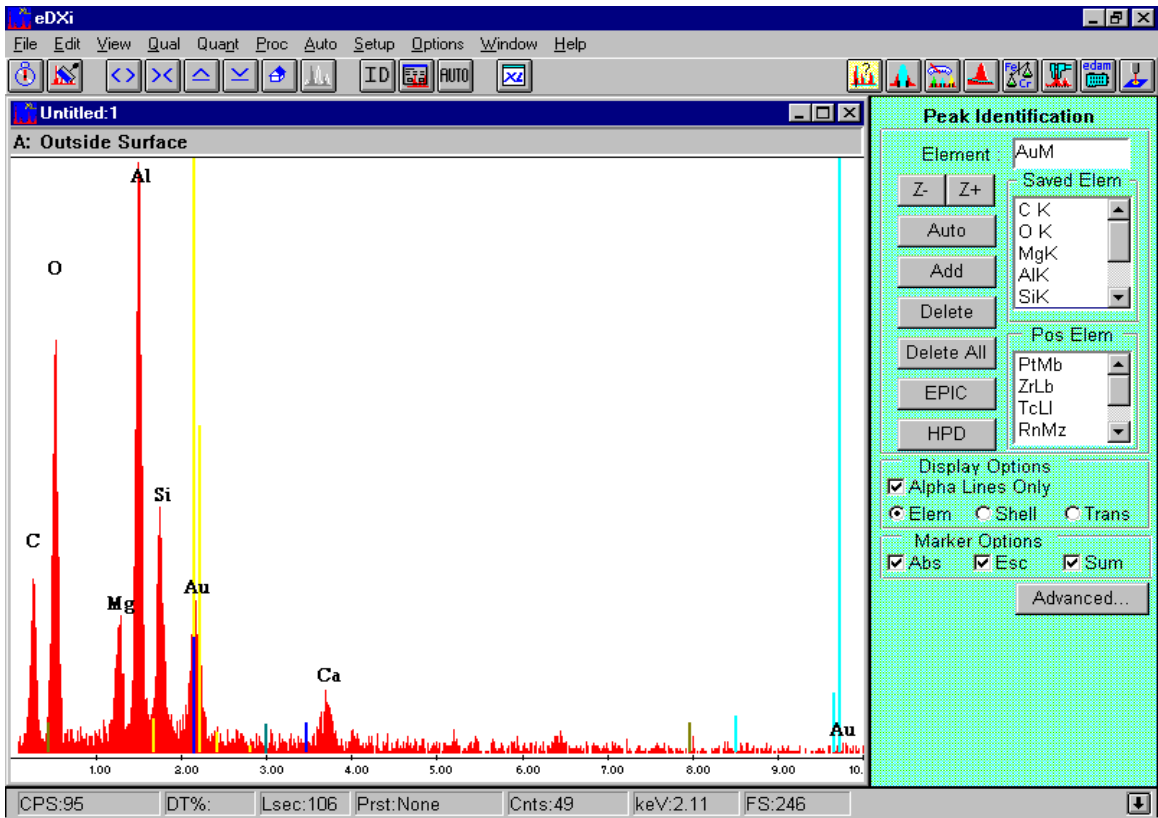 eDXi
File Edit View Qual Quant Proc Auto Setup Options Window Help
ID AUTO XL edam
Untitled:1
A: Outside Surface
Al
O
Si
C
Mg
Au
Ca
Au
1.00 2.00 3.00 4.00 5.00 6.00 7.00 8.00 9.00 10.
Peak Identification
Element : AuM
Z- Z+
Saved Elem
C K
O K
MgK
AlK
SiK
Auto
Add
Delete
Delete All
EPIC
HPD
Pos Elem
PtMb
ZrLb
TcLl
RnMz
Display Options
Alpha Lines Only
Elem Shell Trans
Marker Options
Abs Esc Sum
Advanced...
CPS:95 DT%: Lsec:106 Prst:None Cnts:49 keV:2.11 FS:246